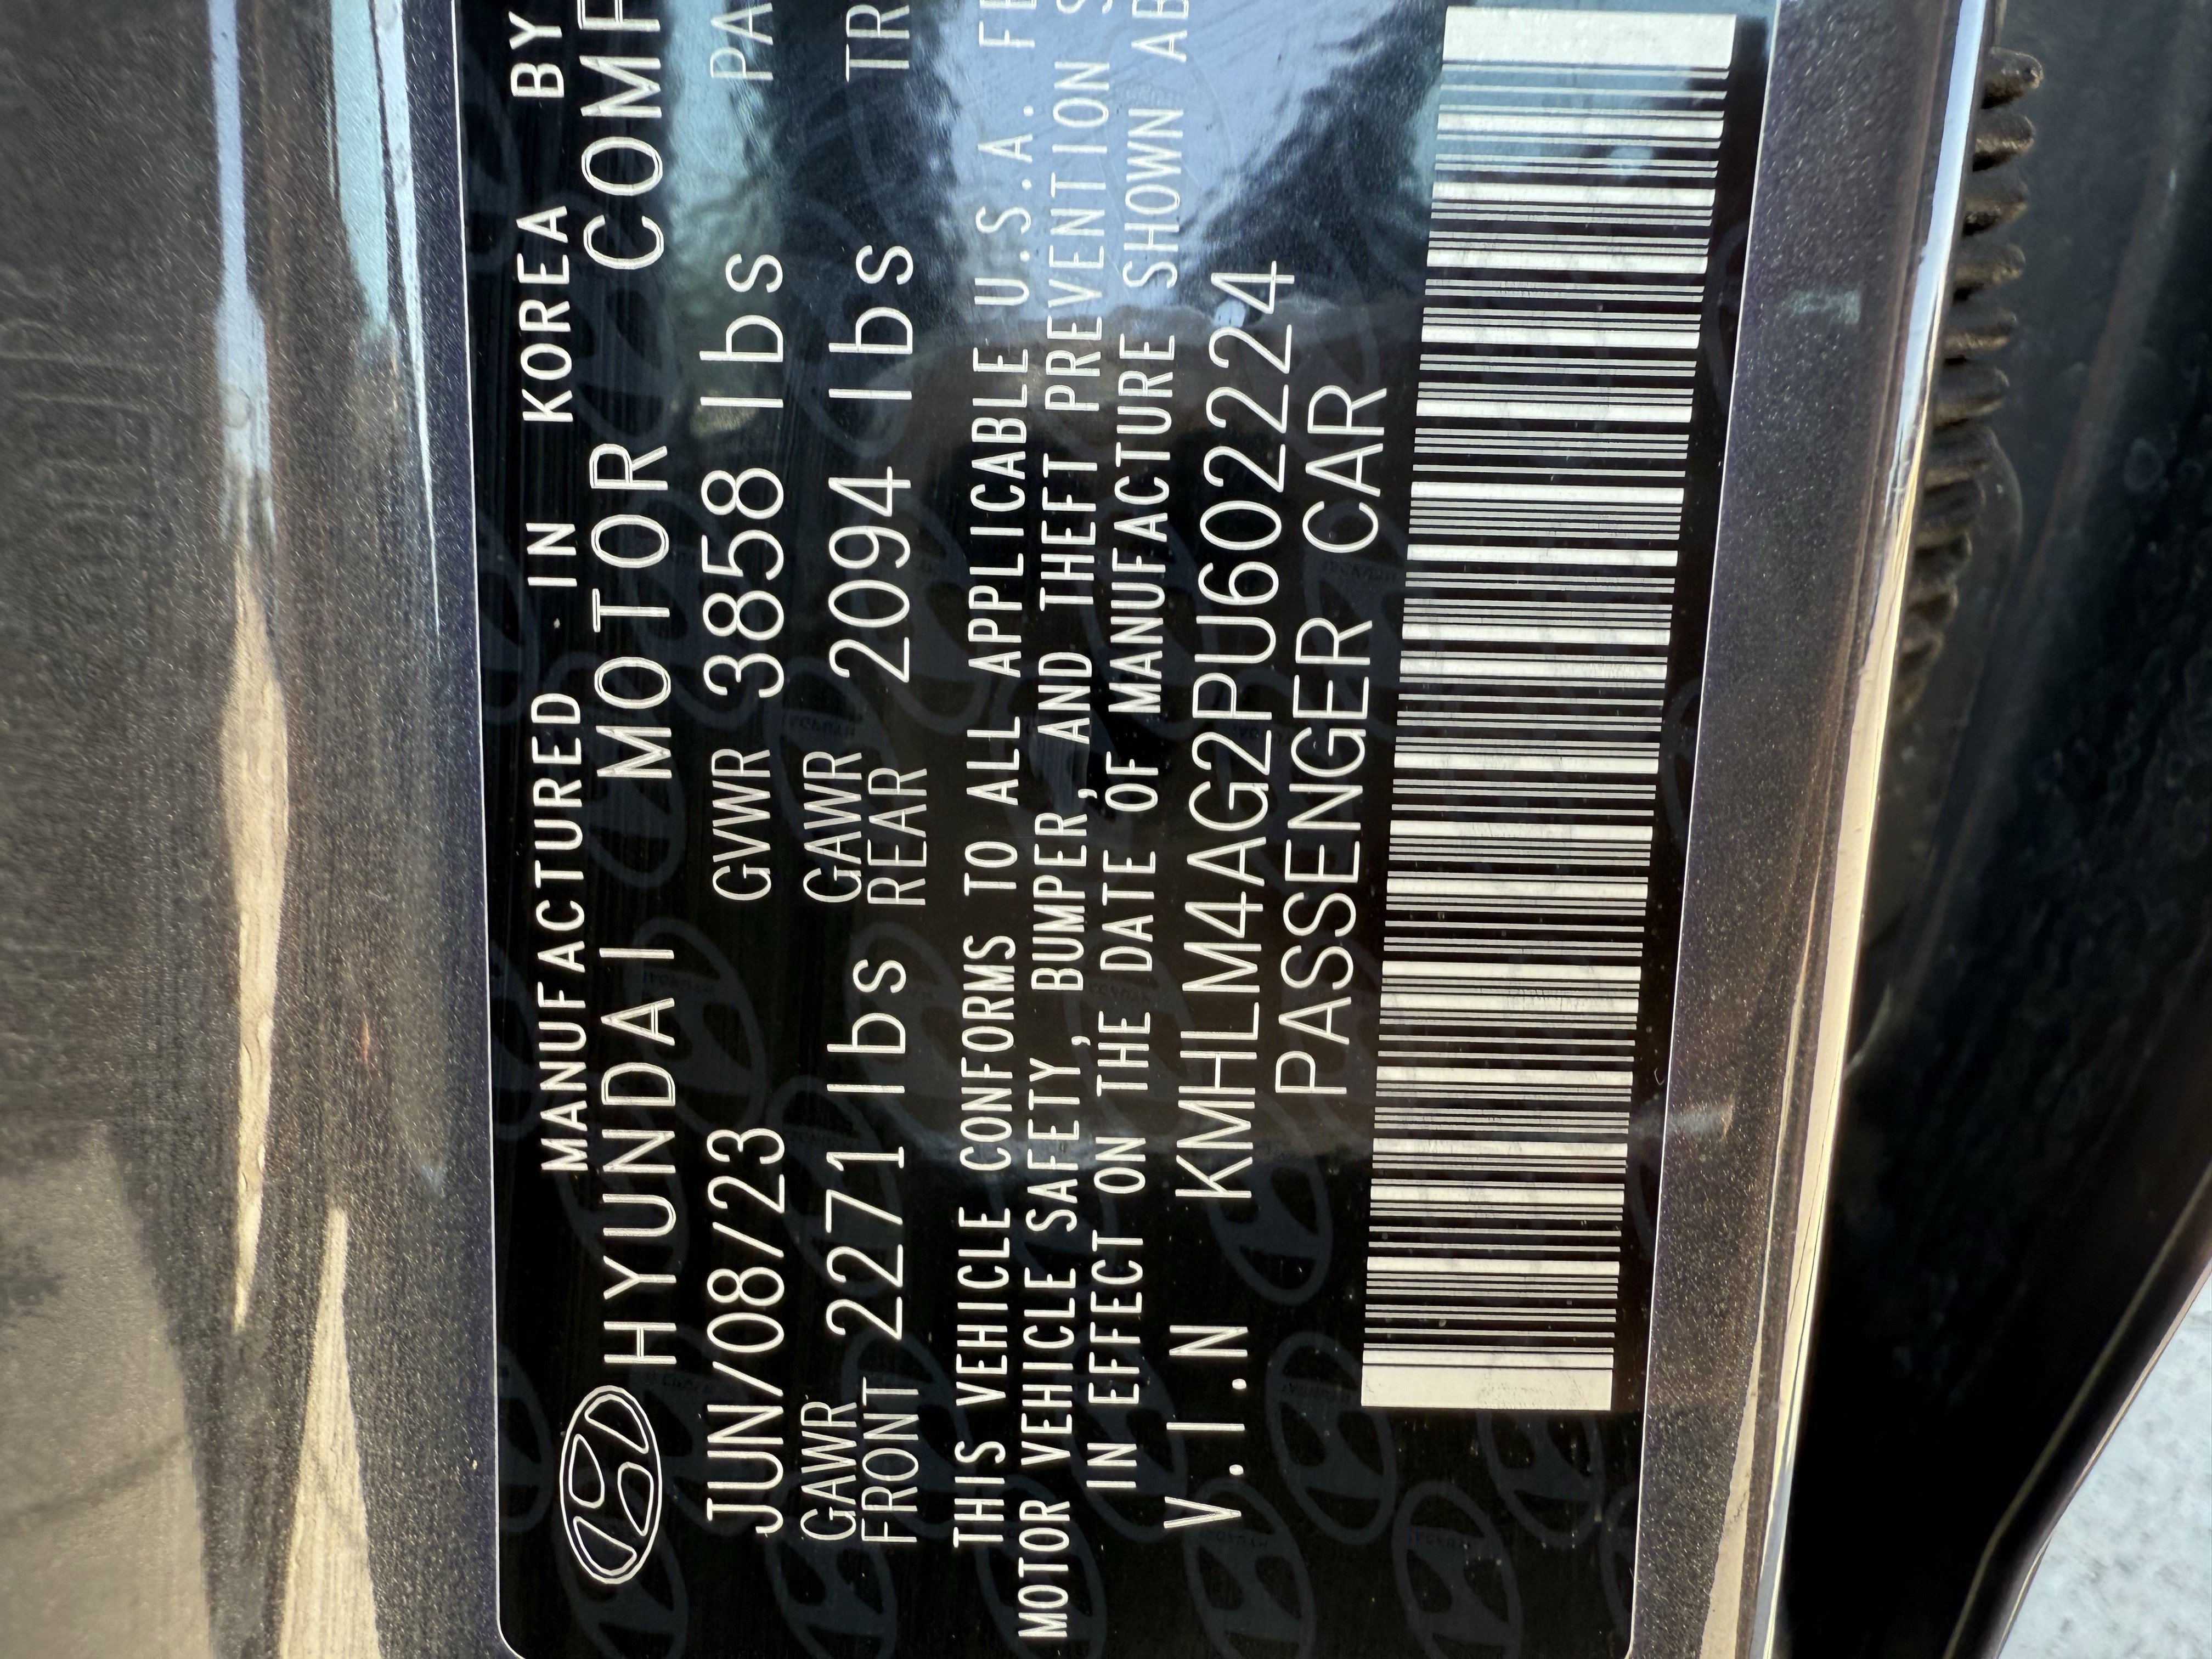 MANUFACTURED IN KOREA BY
HYUNDAI MOTOR
JUN/08/23 GVWR 3858 lbs
GAWR FRONT 2271 lbs GAWR REAR 2094 lbs
THIS VEHICLE CONFORMS TO ALL APPLICABLE U.S.A.
MOTOR VEHICLE SAFETY, BUMPER, AND THEFT PREVENTION
IN EFFECT ON THE DATE OF MANUFACTURE SHOWN
V.I.N KMHLM4AG2PU602224
PASSENGER CAR